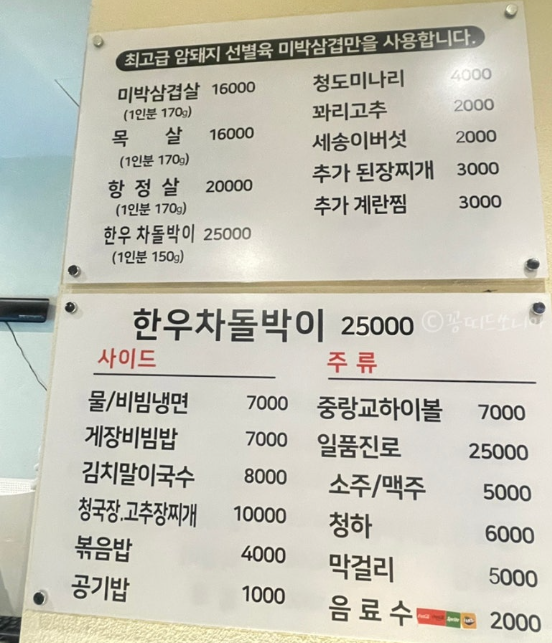 최고급 암돼지 선별육 미박삼겹만을 사용합니다.
미박삼겹살 16000
(1인분 170g)
목 살 16000
(1인분 170g)
항 정 살 20000
(1인분 170g)
한우 차돌박이 25000
(1인분 150g)
청도미나리 4000
꽈리고추 2000
세송이버섯 2000
추가 된장찌개 3000
추가 계란찜 3000
한우차돌박이 25000
사이드
물/비빔냉면 7000
게장비빔밥 7000
김치말이국수 8000
청국장,고추장찌개 10000
볶음밥 4000
공기밥 1000
주 류
중랑교하이볼 7000
일품진로 25000
소주/맥주 5000
청하 6000
막걸리 5000
음 료 수 2000